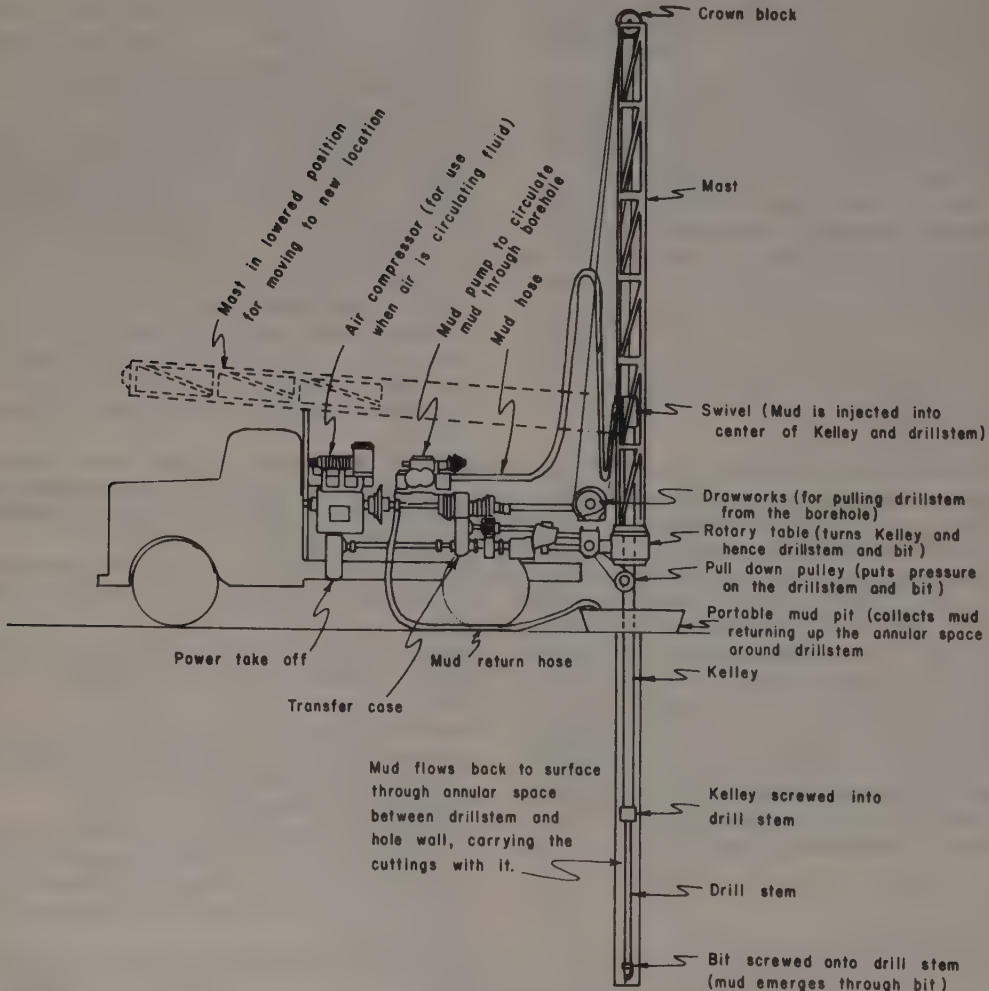 Crown block
Mast
Mast in lowered position
for moving to new location
Air compressor (for use
when air is circulating fluid)
Mud pump to circulate
mud through borehole
Mud hose
Swivel (Mud is injected into
center of Kelley and drillstem)
Drawworks (for pulling drillstem
from the borehole)
Rotary table (turns Kelley and
hence drillstem and bit)
Pull down pulley (puts pressure
on the drillstem and bit)
Portable mud pit (collects mud
returning up the annular space
around drillstem
Power take off
Mud return hose
Transfer case
Kelley
Mud flows back to surface
through annular space
between drillstem and
hole wall, carrying the
cuttings with it.
Kelley screwed into
drill stem
Drill stem
Bit screwed onto drill stem
(mud emerges through bit)